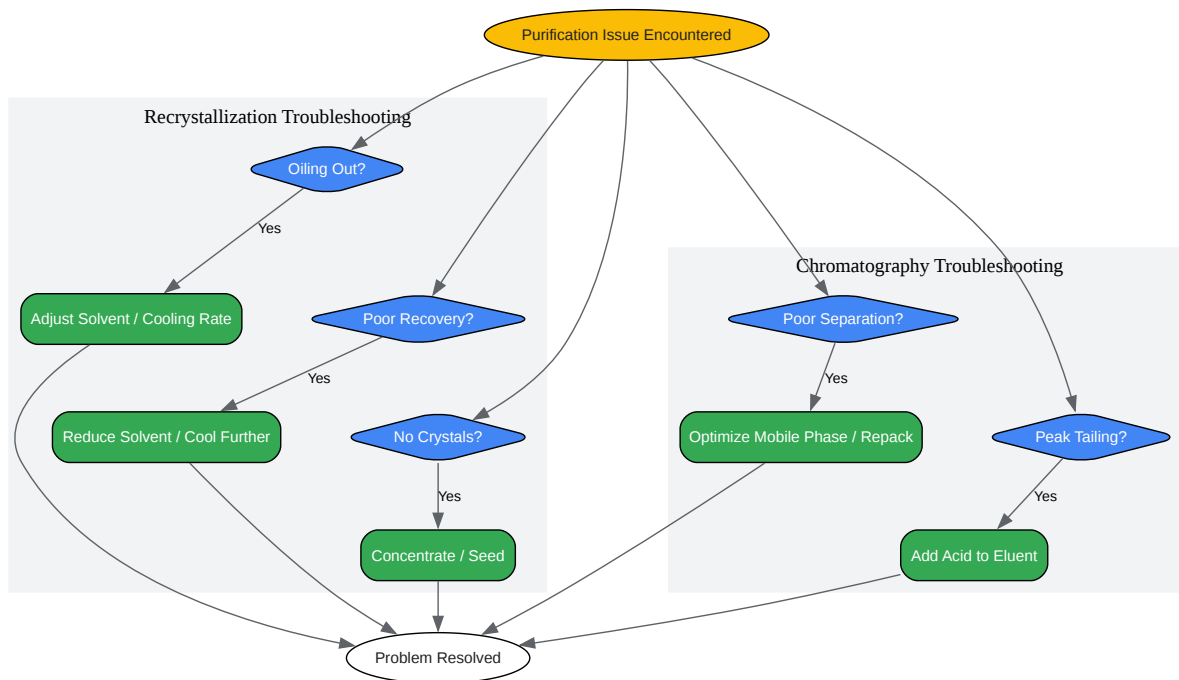 Purification Issue Encountered
Recrystallization Troubleshooting
Oiling Out?
Yes
Adjust Solvent / Cooling Rate
Poor Recovery?
Yes
Reduce Solvent / Cool Further
No Crystals?
Yes
Concentrate / Seed
Chromatography Troubleshooting
Poor Separation?
Yes
Optimize Mobile Phase / Repack
Peak Tailing?
Yes
Add Acid to Eluent
Problem Resolved